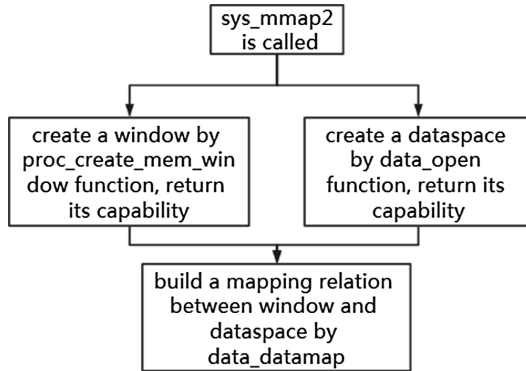 sys_mmap2
is called
create a window by
proc_create_mem_win
dow function, return
its capability
create a dataspace
by data_open
function, return its
capability
build a mapping relation
between window and
dataspace by
data_datamap